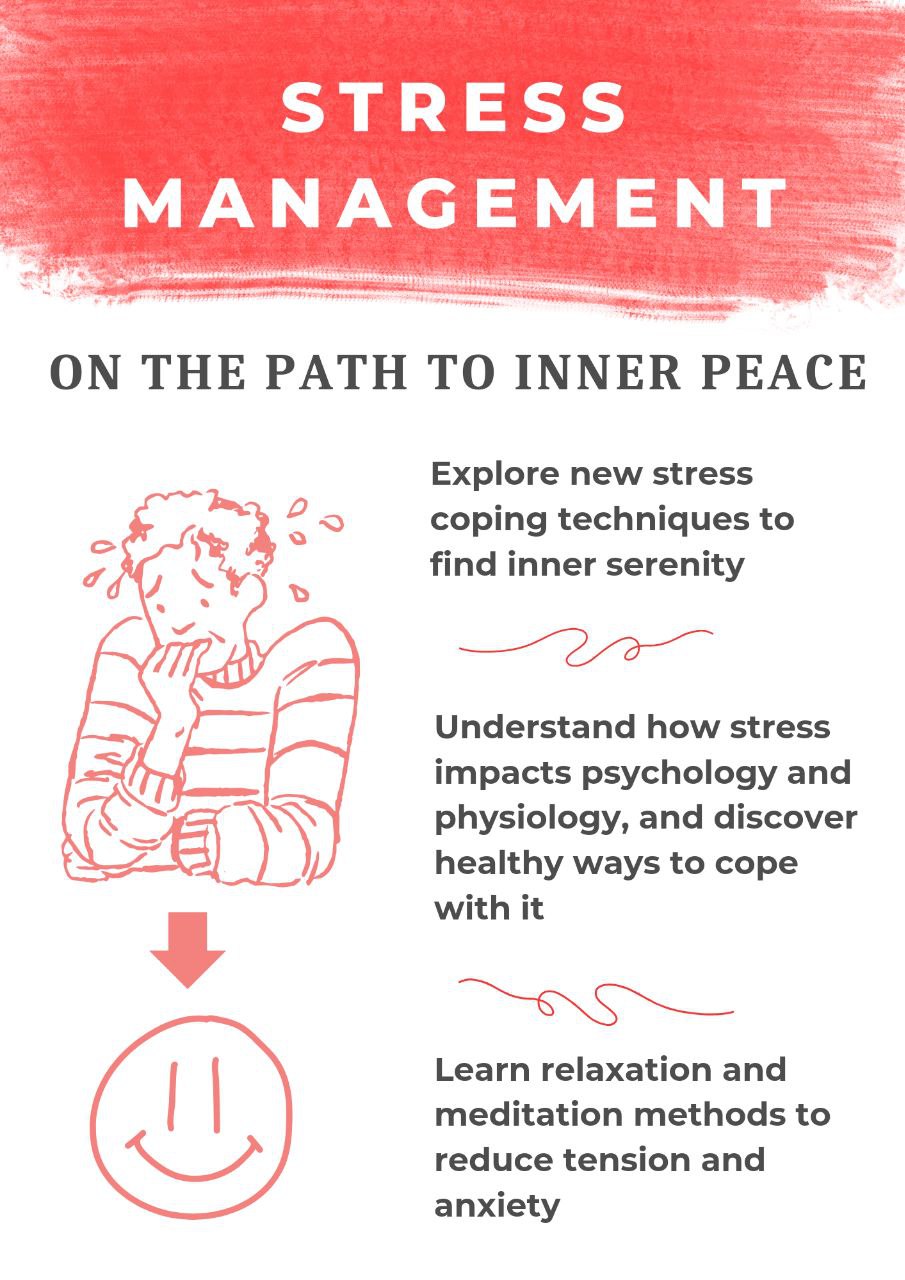 STRESS
MANAGEMENT
ON THE PATH TO INNER PEACE
Explore new stress
coping techniques to
find inner serenity
Understand how stress
impacts psychology and
physiology, and discover
healthy ways to cope
with it
Learn relaxation and
meditation methods to
reduce tension and
anxiety